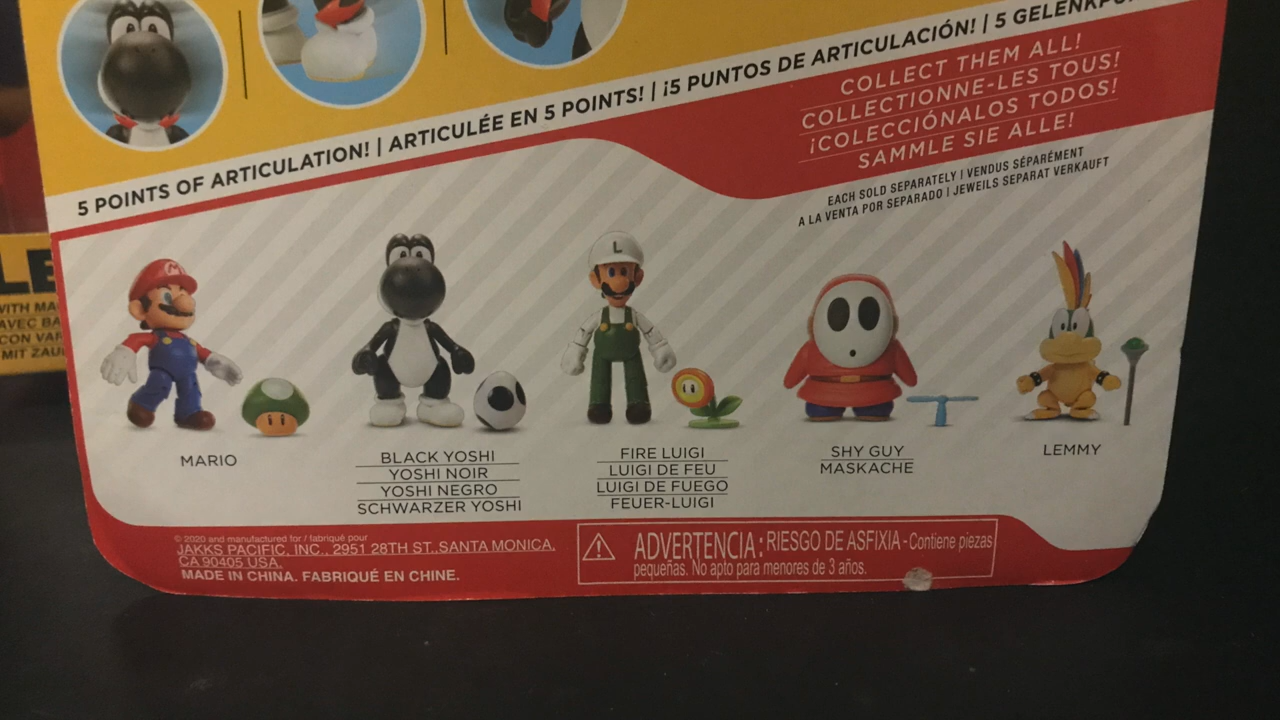 5 POINTS OF ARTICULATION! | ARTICULÉE EN 5 POINTS! | ¡5 PUNTOS DE ARTICULACIÓN! | 5
COLLECT THEM ALL!
COLLECTIONNE-LES TOUS!
¡COLECCIÓNALOS TODOS!
SAMMLE SIE ALLE!
EACH SOLD SEPARATELY | VENDUS SÉPARÉMENT
A LA VENTA POR SEPARADO | JEWEILS SEPARAT VERKAUFT
LE
WITH
AVEC
CON
MIT
M
L
MARIO
BLACK YOSHI
YOSHI NOIR
YOSHI NEGRO
SCHWARZER YOSHI
FIRE LUIGI
LUIGI DE FEU
LUIGI DE FUEGO
FEUER-LUIGI
SHY GUY
MASKACHE
LEMMY
© 2020 and manufactured for / fabriqué pour
JAKKS PACIFIC, INC., 2951 28TH ST., SANTA MONICA,
CA 90405 USA.
MADE IN CHINA. FABRIQUÉ EN CHINE.
ADVERTENCIA: RIESGO DE ASFIXIA - Contiene piezas
pequeñas. No apto para menores de 3 años.